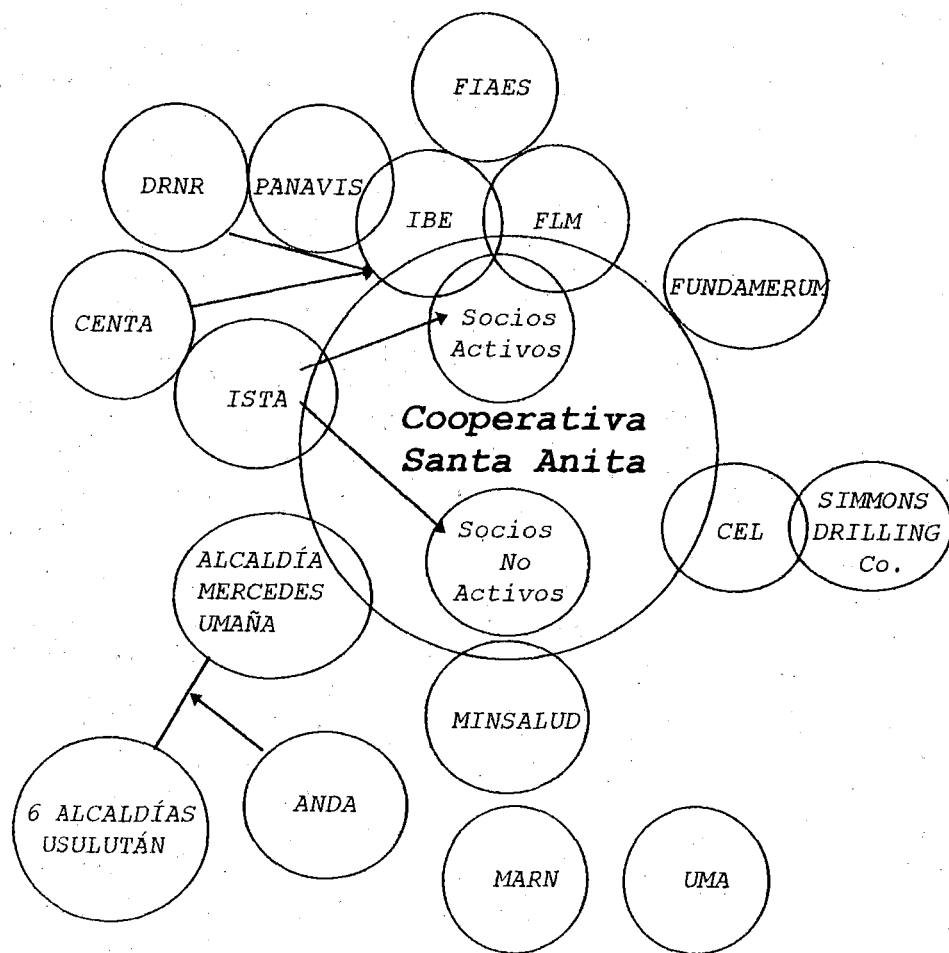 FIAES
DRNR
PANAVIS
IBE
FLM
FUNDAMERUM
CENTA
Socios
Activos
ISTA
Cooperativa
Santa Anita
Socios
No
Activos
CEL
SIMMONS
DRILLING
Co.
ALCALDÍA
MERCEDES
UMAÑA
MINSALUD
6 ALCALDÍAS
USULUTÁN
ANDA
MARN
UMA